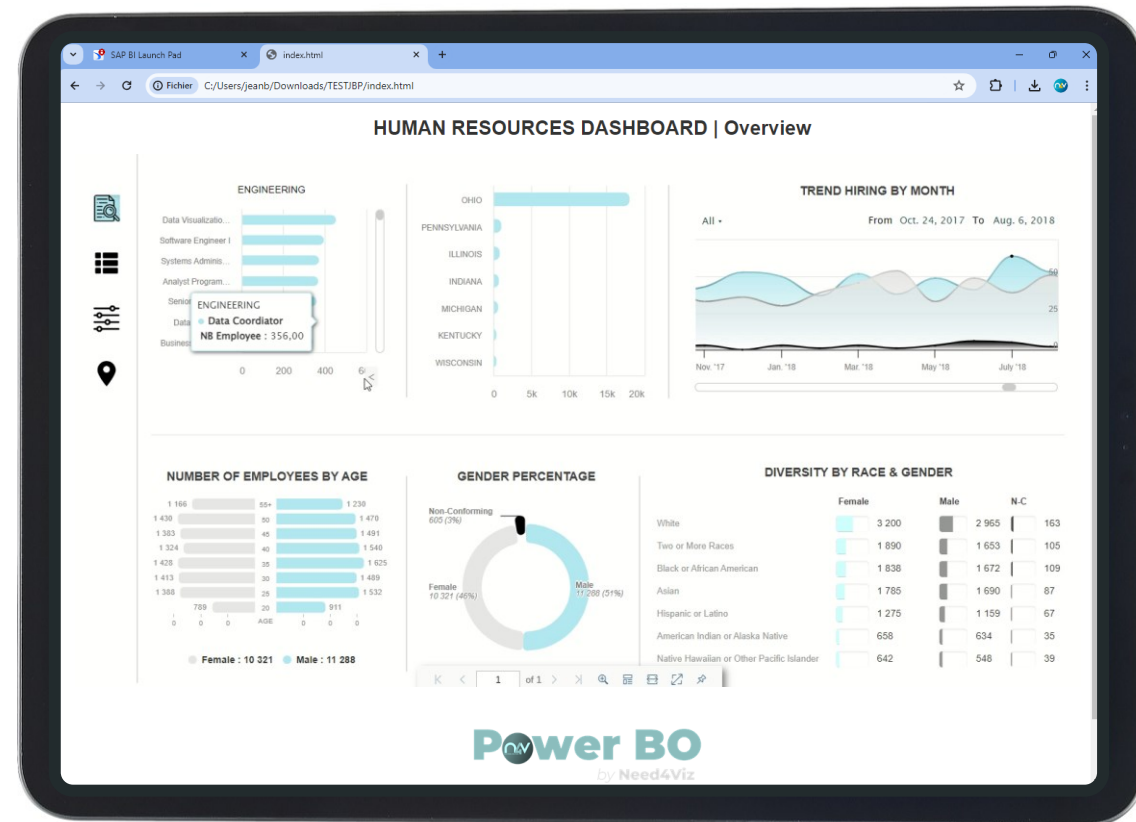 SAP BI Launch Pad
index.html
Fichier
C:/Users/jeanb/Downloads/TESTJBP/index.html
HUMAN RESOURCES DASHBOARD | Overview
ENGINEERING
Data Visualizatio...
Software Engineer I
Systems Adminis...
Analyst Program...
Senior
Data
Business
ENGINEERING
Data Coordiator
NB Employee : 356,00
0 200 400 6
<
OHIO
PENNSYLVANIA
ILLINOIS
INDIANA
MICHIGAN
KENTUCKY
WISCONSIN
0 5k 10k 15k 20k
TREND HIRING BY MONTH
All
From Oct. 24, 2017 To Aug. 6, 2018
50
25
0
Nov. '17 Jan. '18 Mar. '18 May '18 July '18
NUMBER OF EMPLOYEES BY AGE
1 166 55+ 1 230
1 430 50 1 470
1 383 45 1 491
1 324 40 1 540
1 428 35 1 625
1 413 30 1 489
1 388 25 1 532
789 20 911
0 0 0 AGE 0 0 0
Female : 10 321 Male : 11 288
GENDER PERCENTAGE
Non-Conforming
605 (3%)
Female
10 321 (46%)
Male
11 288 (51%)
DIVERSITY BY RACE & GENDER
Female Male N-C
White 3 200 2 965 163
Two or More Races 1 890 1 653 105
Black or African American 1 838 1 672 109
Asian 1 785 1 690 87
Hispanic or Latino 1 275 1 159 67
American Indian or Alaska Native 658 634 35
Native Hawaiian or Other Pacific Islander 642 548 39
1 of 1
Power BO
by Need4Viz